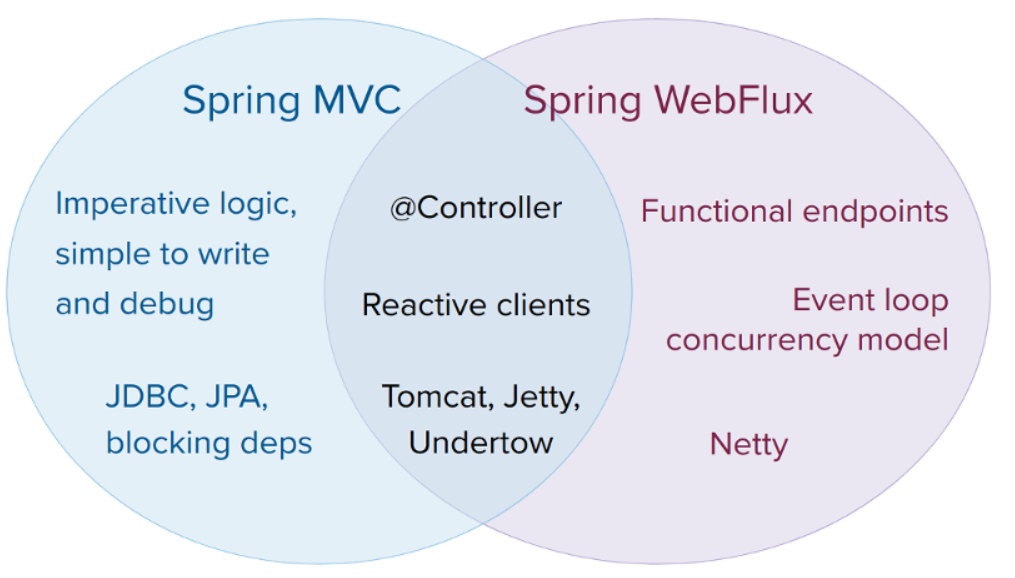 Spring MVC
Spring WebFlux
Imperative logic,
simple to write
and debug
JDBC, JPA,
blocking deps
@Controller
Reactive clients
Tomcat, Jetty,
Undertow
Functional endpoints
Event loop
concurrency model
Netty